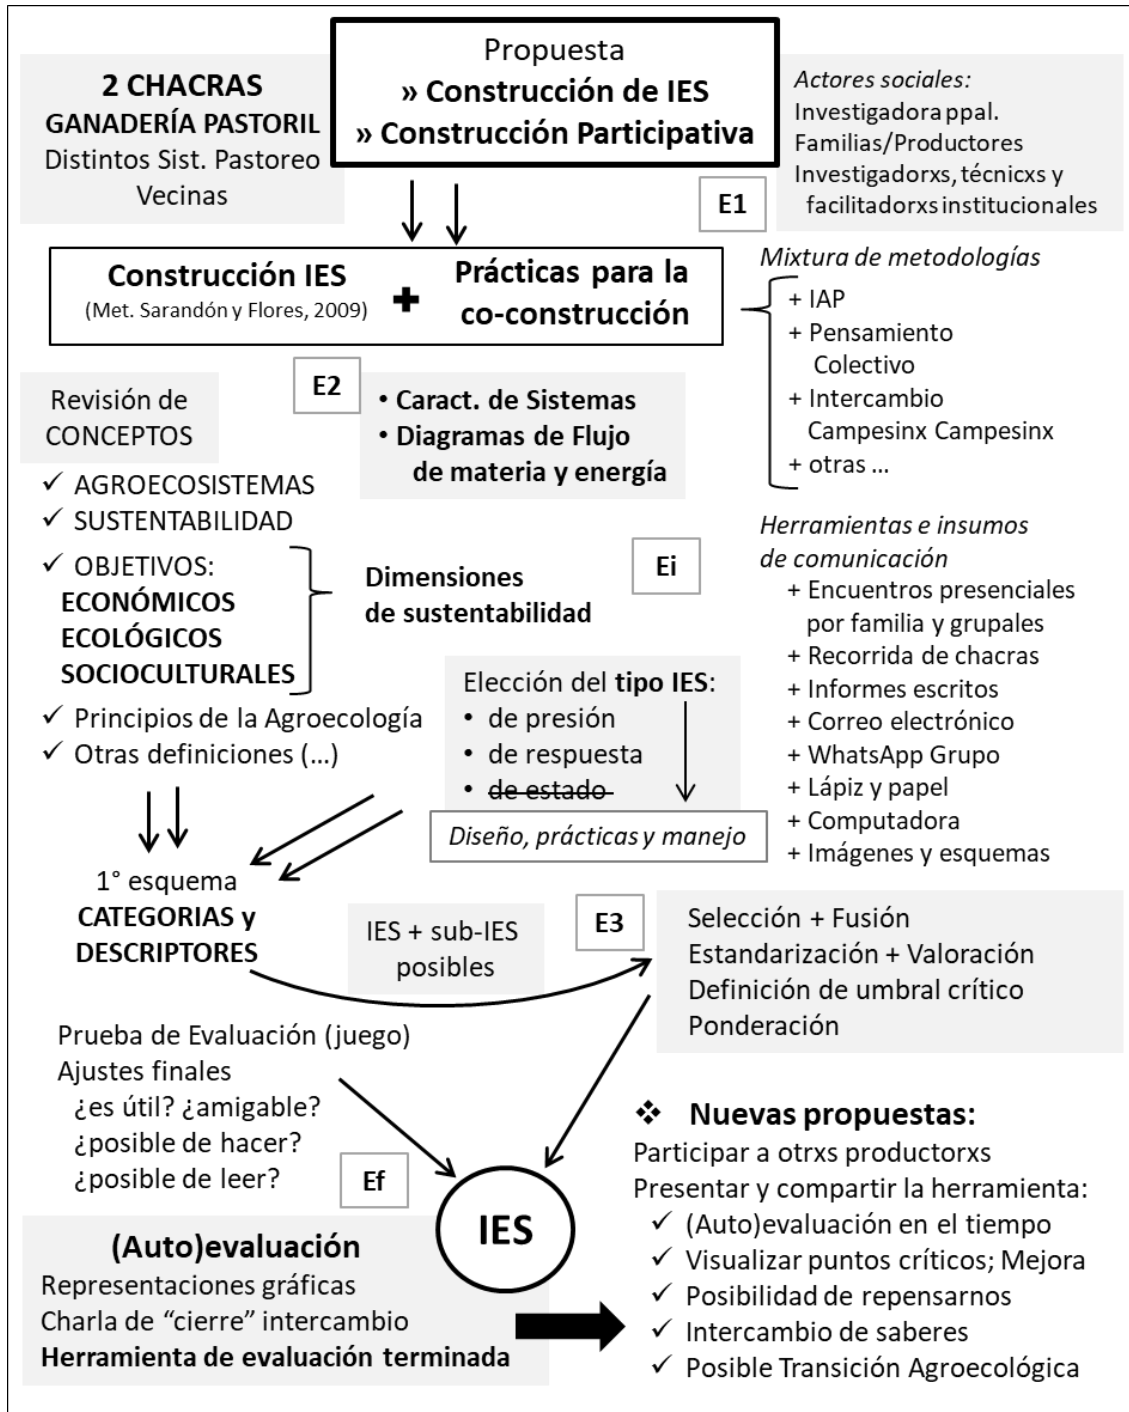 Propuesta
» Construcción de IES
» Construcción Participativa
2 CHACRAS
GANADERÍA PASTORIL
Distintos Sist. Pastoreo
Vecinas
Actores sociales:
Investigadora ppal.
Familias/Productores
Investigadorxs, técnicxs y
facilitadorxs institucionales
E1
Construcción IES
(Met. Sarandón y Flores, 2009)
+
Prácticas para la
co-construcción
Mixtura de metodologías
+ IAP
+ Pensamiento
Colectivo
+ Intercambio
Campesinx Campesinx
+ otras ...
E2
• Caract. de Sistemas
• Diagramas de Flujo
de materia y energía
Revisión de
CONCEPTOS
✓ AGROECOSISTEMAS
✓ SUSTENTABILIDAD
✓ OBJETIVOS:
ECONÓMICOS
ECOLÓGICOS
SOCIOCULTURALES
✓ Principios de la Agroecología
✓ Otras definiciones (...)
Dimensiones
de sustentabilidad
Ei
Herramientas e insumos
de comunicación
+ Encuentros presenciales
por familia y grupales
+ Recorrida de chacras
+ Informes escritos
+ Correo electrónico
+ WhatsApp Grupo
+ Lápiz y papel
+ Computadora
+ Imágenes y esquemas
Elección del tipo IES:
• de presión
• de respuesta
• de estado
Diseño, prácticas y manejo
1° esquema
CATEGORIAS y
DESCRIPTORES
IES + sub-IES
posibles
E3
Selección + Fusión
Estandarización + Valoración
Definición de umbral crítico
Ponderación
Prueba de Evaluación (juego)
Ajustes finales
¿es útil? ¿amigable?
¿posible de hacer?
¿posible de leer?
Ef
IES
(Auto)evaluación
Representaciones gráficas
Charla de “cierre” intercambio
Herramienta de evaluación terminada
❖ Nuevas propuestas:
Participar a otrxs productorxs
Presentar y compartir la herramienta:
✓ (Auto)evaluación en el tiempo
✓ Visualizar puntos críticos; Mejora
✓ Posibilidad de repensarnos
✓ Intercambio de saberes
✓ Posible Transición Agroecológica